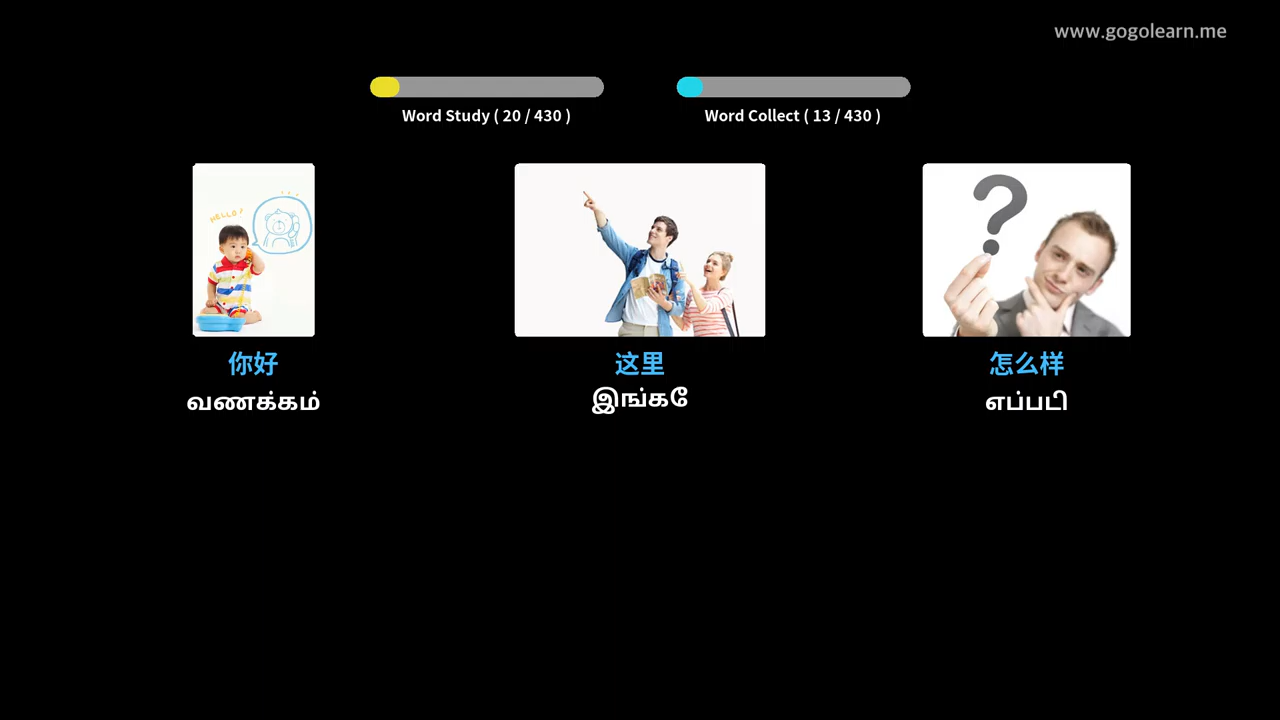 www.gogolearn.me
Word Study ( 20 / 430 )
Word Collect ( 13 / 430 )
HELLO?
你好
வணக்கம்
这里
இங்கே
怎么样
எப்படி